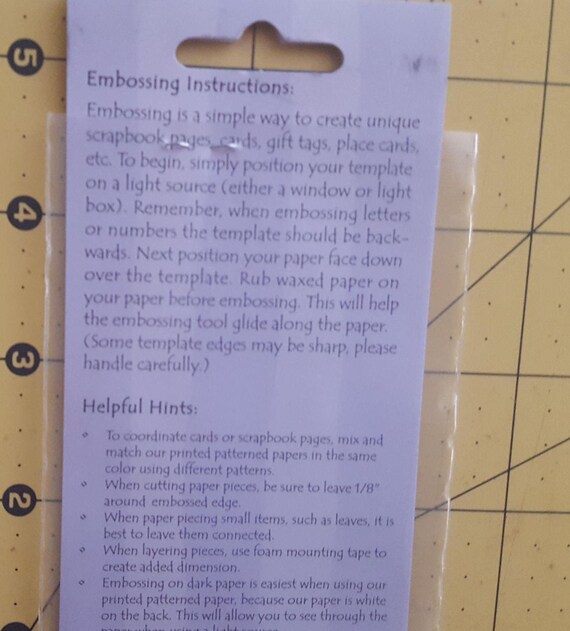 Embossing Instructions:
Embossing is a simple way to create unique
scrapbook pages, cards, gift tags, place cards,
etc. To begin, simply position your template
on a light source (either a window or light
box). Remember, when embossing letters
or numbers the template should be back-
wards. Next position your paper face down
over the template. Rub waxed paper on
your paper before embossing. This will help
the embossing tool glide along the paper.
(Some template edges may be sharp, please
handle carefully.)
Helpful Hints:
To coordinate cards or scrapbook pages, mix and
match our printed patterned papers in the same
color using different patterns.
When cutting paper pieces, be sure to leave 1/8"
around embossed edge.
When paper piecing small items, such as leaves, it is
best to leave them connected.
When layering pieces, use foam mounting tape to
create added dimension.
Embossing on dark paper is easiest when using our
printed patterned paper, because our paper is white
on the back. This will allow you to see through the
5
4
3
2